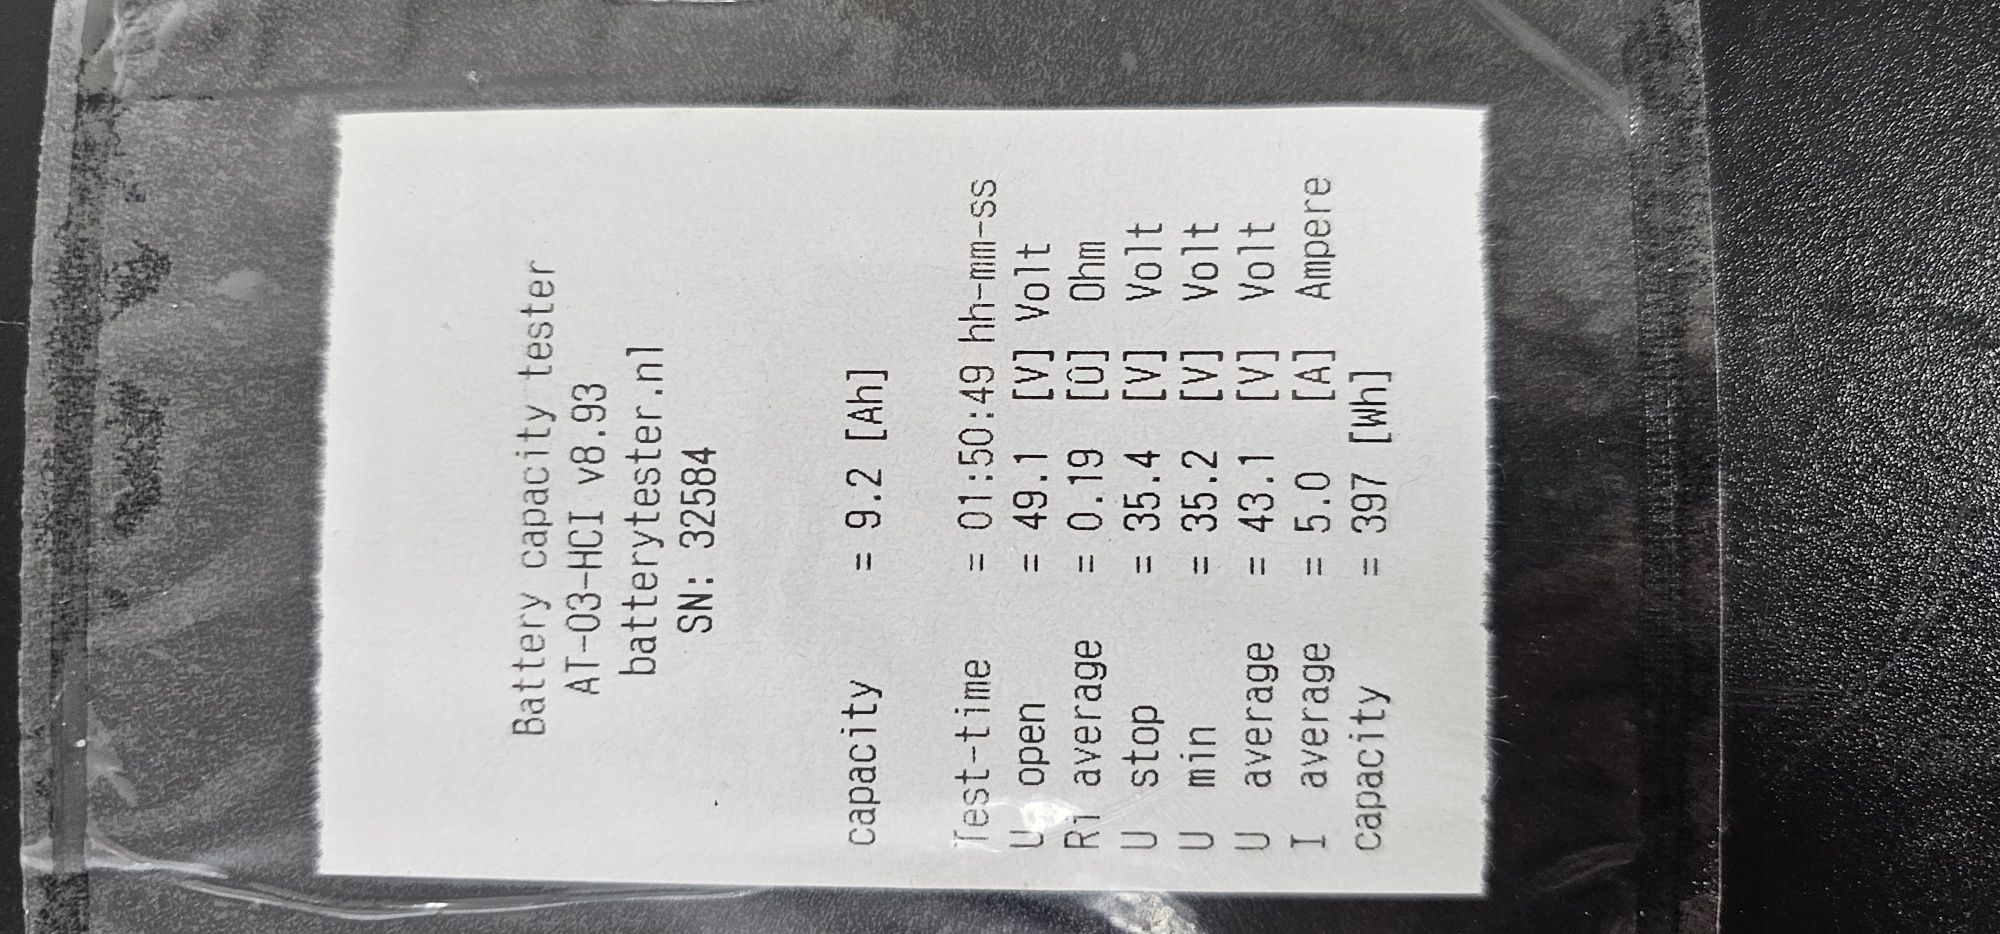 Battery capacity tester
AT-03-HCI v8.93
batterytester.nl
SN: 32584
capacity = 9.2 [Ah]
Test-time = 01:50:49 hh-mm-ss
U open = 49.1 [V] Volt
Ri average = 0.19 [Ω] Ohm
U stop = 35.4 [V] Volt
U min = 35.2 [V] Volt
U average = 43.1 [V] Volt
I average = 5.0 [A] Ampere
capacity = 397 [Wh]